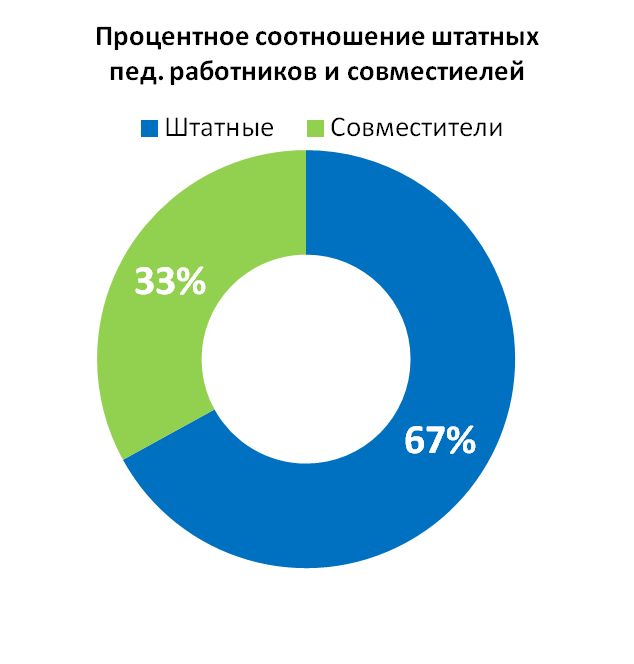 Процентное соотношение штатных
пед. работников и совместиелей
Штатные Совместители
33%
67%